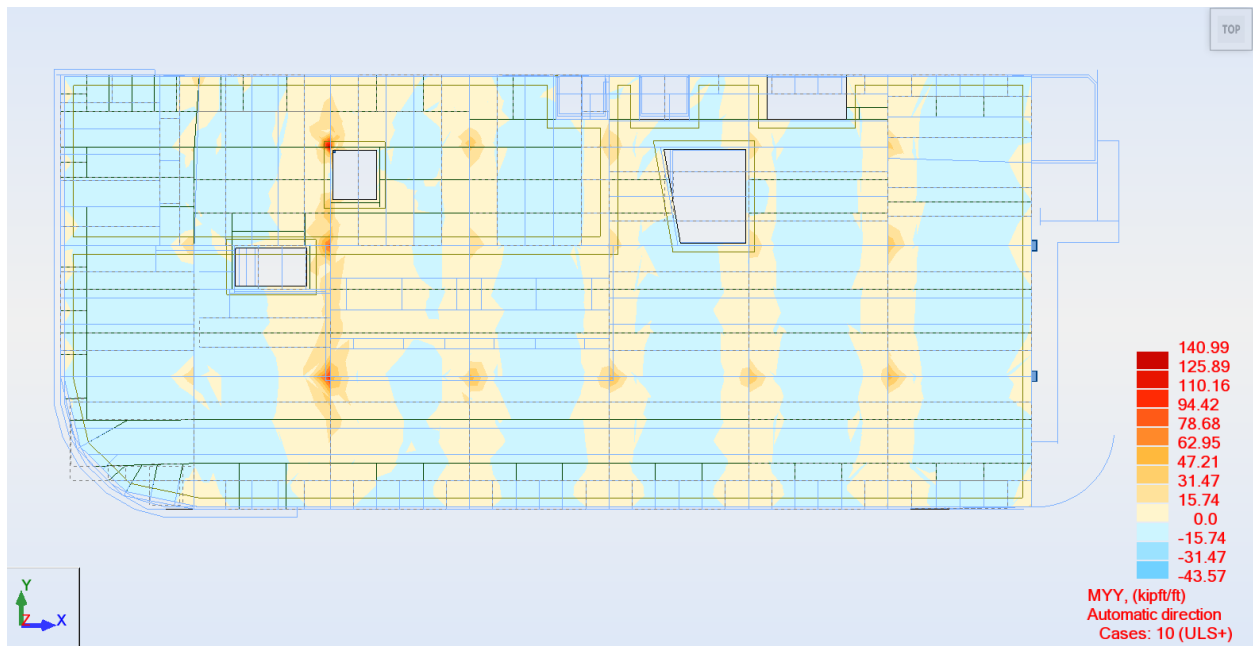 TOP
140.99
125.89
110.16
94.42
78.68
62.95
47.21
31.47
15.74
0.0
-15.74
-31.47
-43.57
MYY, (kipft/ft)
Automatic direction
Cases: 10 (ULS+)
Y
Z X